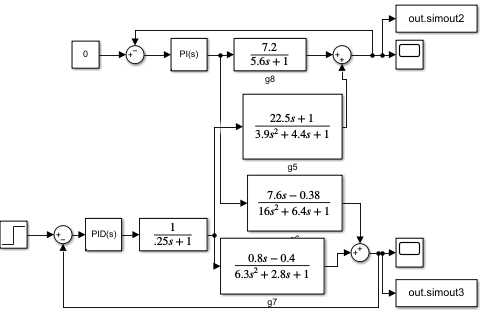 out.simout2
0
PI(s)
7.2
5.6s + 1
g8
22.5s + 1
3.9s² + 4.4s + 1
g5
7.6s − 0.38
16s² + 6.4s + 1
PID(s)
1
.25s + 1
0.8s − 0.4
6.3s² + 2.8s + 1
g7
out.simout3